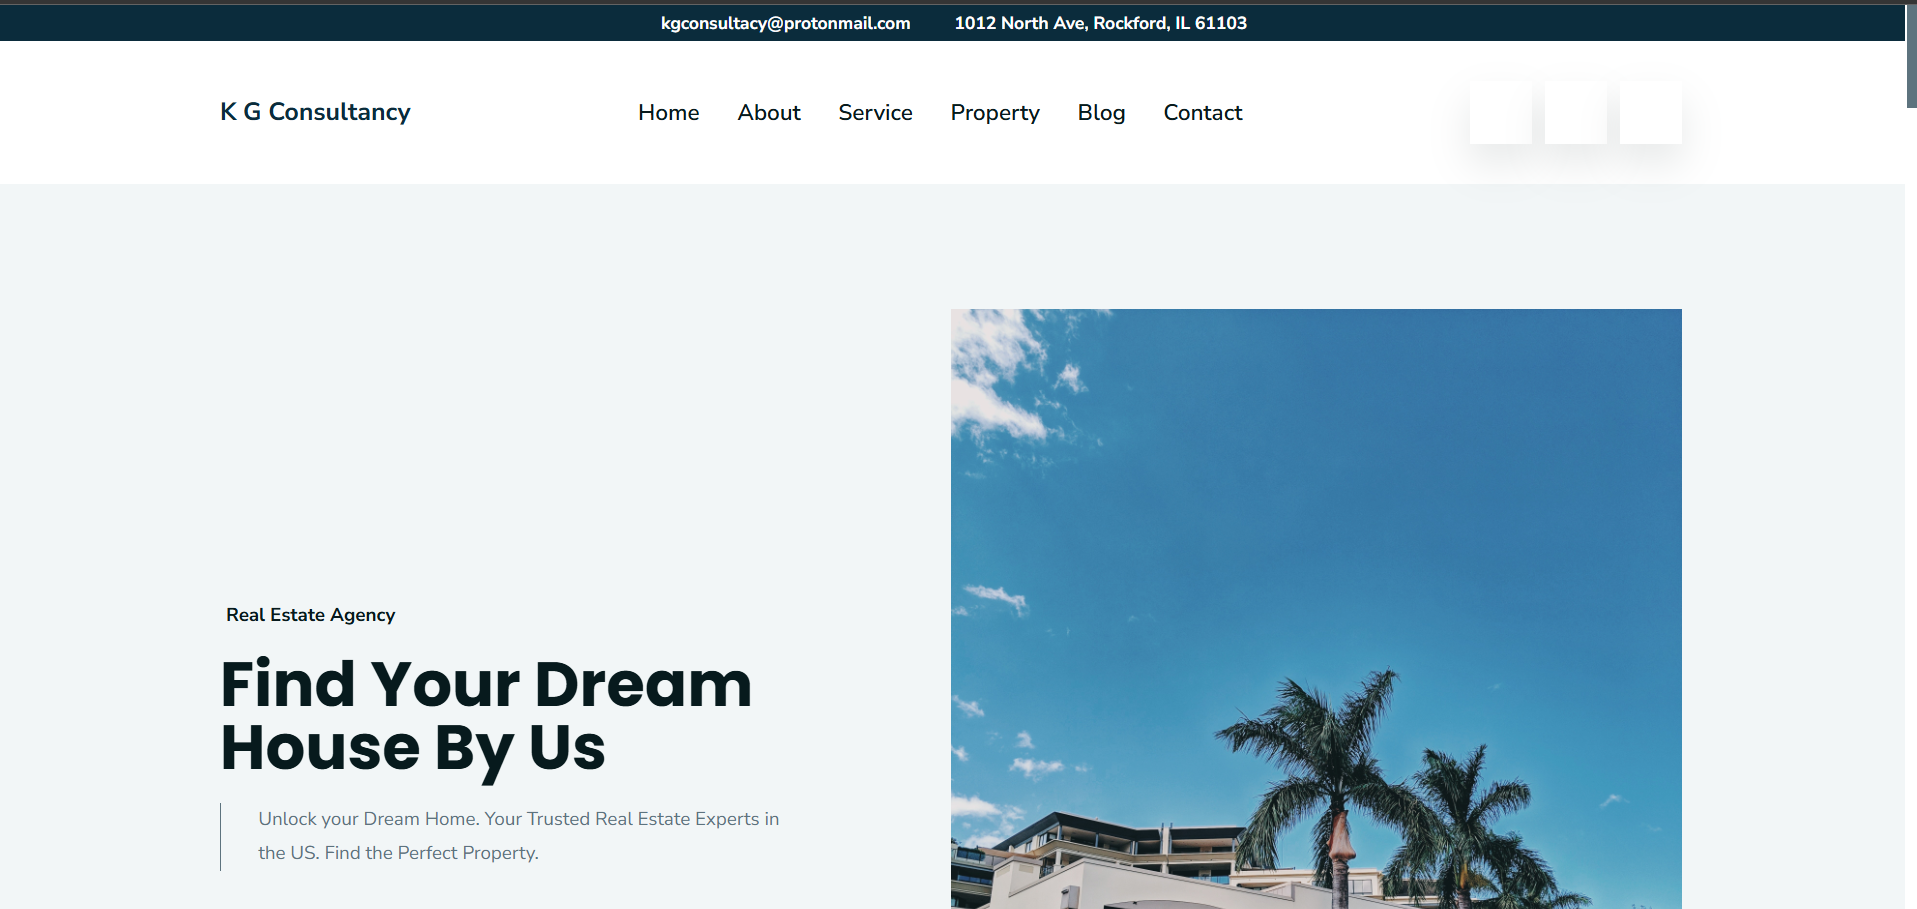 kgconsultacy@protonmail.com 1012 North Ave, Rockford, IL 61103
K G Consultancy Home About Service Property Blog Contact
Real Estate Agency
Find Your Dream
House By Us
Unlock your Dream Home. Your Trusted Real Estate Experts in
the US. Find the Perfect Property.